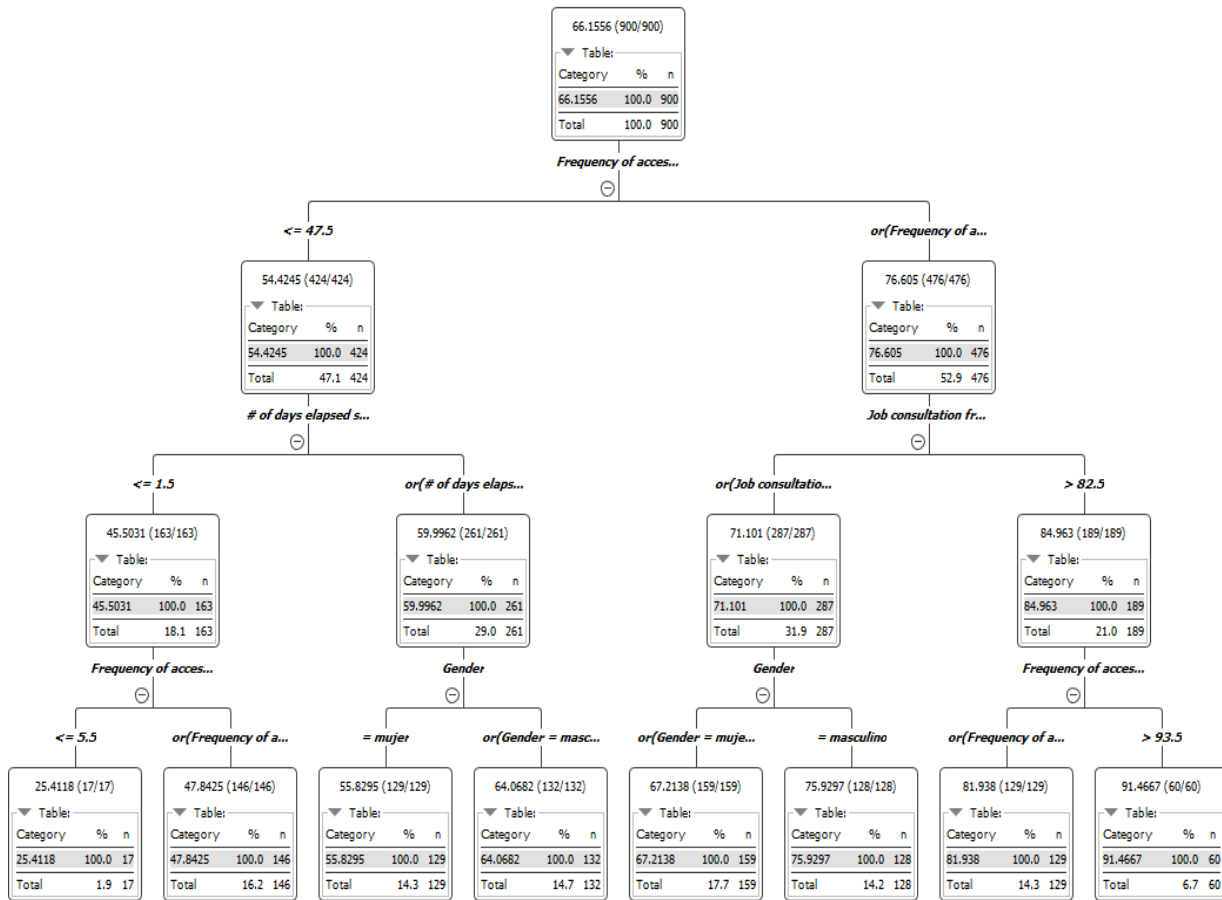 66.1556 (900/900)
Table:
Category % n
66.1556 100.0 900
Total 100.0 900
Frequency of acces...
<= 47.5
or(Frequency of a...
54.4245 (424/424)
Table:
Category % n
54.4245 100.0 424
Total 47.1 424
# of days elapsed s...
76.605 (476/476)
Table:
Category % n
76.605 100.0 476
Total 52.9 476
Job consultation fr...
<= 1.5
or(# of days elaps...
or(Job consultatio...
> 82.5
45.5031 (163/163)
Table:
Category % n
45.5031 100.0 163
Total 18.1 163
Frequency of acces...
59.9962 (261/261)
Table:
Category % n
59.9962 100.0 261
Total 29.0 261
Gender
71.101 (287/287)
Table:
Category % n
71.101 100.0 287
Total 31.9 287
Gender
84.963 (189/189)
Table:
Category % n
84.963 100.0 189
Total 21.0 189
Frequency of acces...
<= 5.5
or(Frequency of a...
= mujer
or(Gender = masc...
or(Gender = muje...
= masculino
or(Frequency of a...
> 93.5
25.4118 (17/17)
Table:
Category % n
25.4118 100.0 17
Total 1.9 17
47.8425 (146/146)
Table:
Category % n
47.8425 100.0 146
Total 16.2 146
55.8295 (129/129)
Table:
Category % n
55.8295 100.0 129
Total 14.3 129
64.0682 (132/132)
Table:
Category % n
64.0682 100.0 132
Total 14.7 132
67.2138 (159/159)
Table:
Category % n
67.2138 100.0 159
Total 17.7 159
75.9297 (128/128)
Table:
Category % n
75.9297 100.0 128
Total 14.2 128
81.938 (129/129)
Table:
Category % n
81.938 100.0 129
Total 14.3 129
91.4667 (60/60)
Table:
Category % n
91.4667 100.0 60
Total 6.7 60